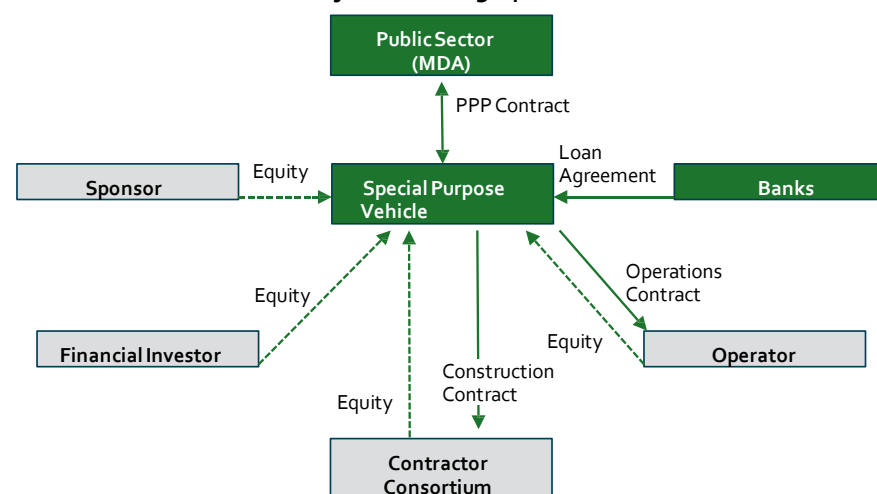 Public Sector
(MDA)
PPP Contract
Loan
Agreement
Equity
Sponsor
Special Purpose
Vehicle
Banks
Operations
Contract
Equity
Equity
Financial Investor
Operator
Construction
Contract
Equity
Contractor
Consortium